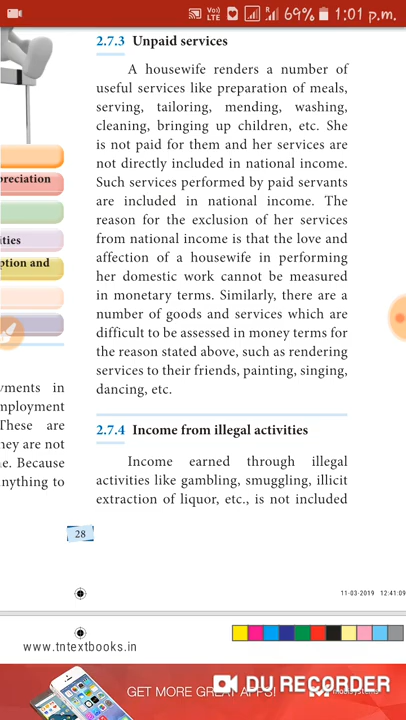 Voi) LTE R 69% 1:01 p.m.
2.7.3 Unpaid services
A housewife renders a number of
useful services like preparation of meals,
serving, tailoring, mending, washing,
cleaning, bringing up children, etc. She
is not paid for them and her services are
not directly included in national income.
Such services performed by paid servants
are included in national income. The
reason for the exclusion of her services
from national income is that the love and
affection of a housewife in performing
her domestic work cannot be measured
in monetary terms. Similarly, there are a
number of goods and services which are
difficult to be assessed in money terms for
the reason stated above, such as rendering
services to their friends, painting, singing,
dancing, etc.
2.7.4 Income from illegal activities
Income earned through illegal
activities like gambling, smuggling, illicit
extraction of liquor, etc., is not included
preciation
ities
ption and
yments in
mployment
These are
hey are not
e. Because
nything to
28
11-03-2019 12:41:09
www.tntextbooks.in
GET MORE GREAT APPS!
DU RECORDER